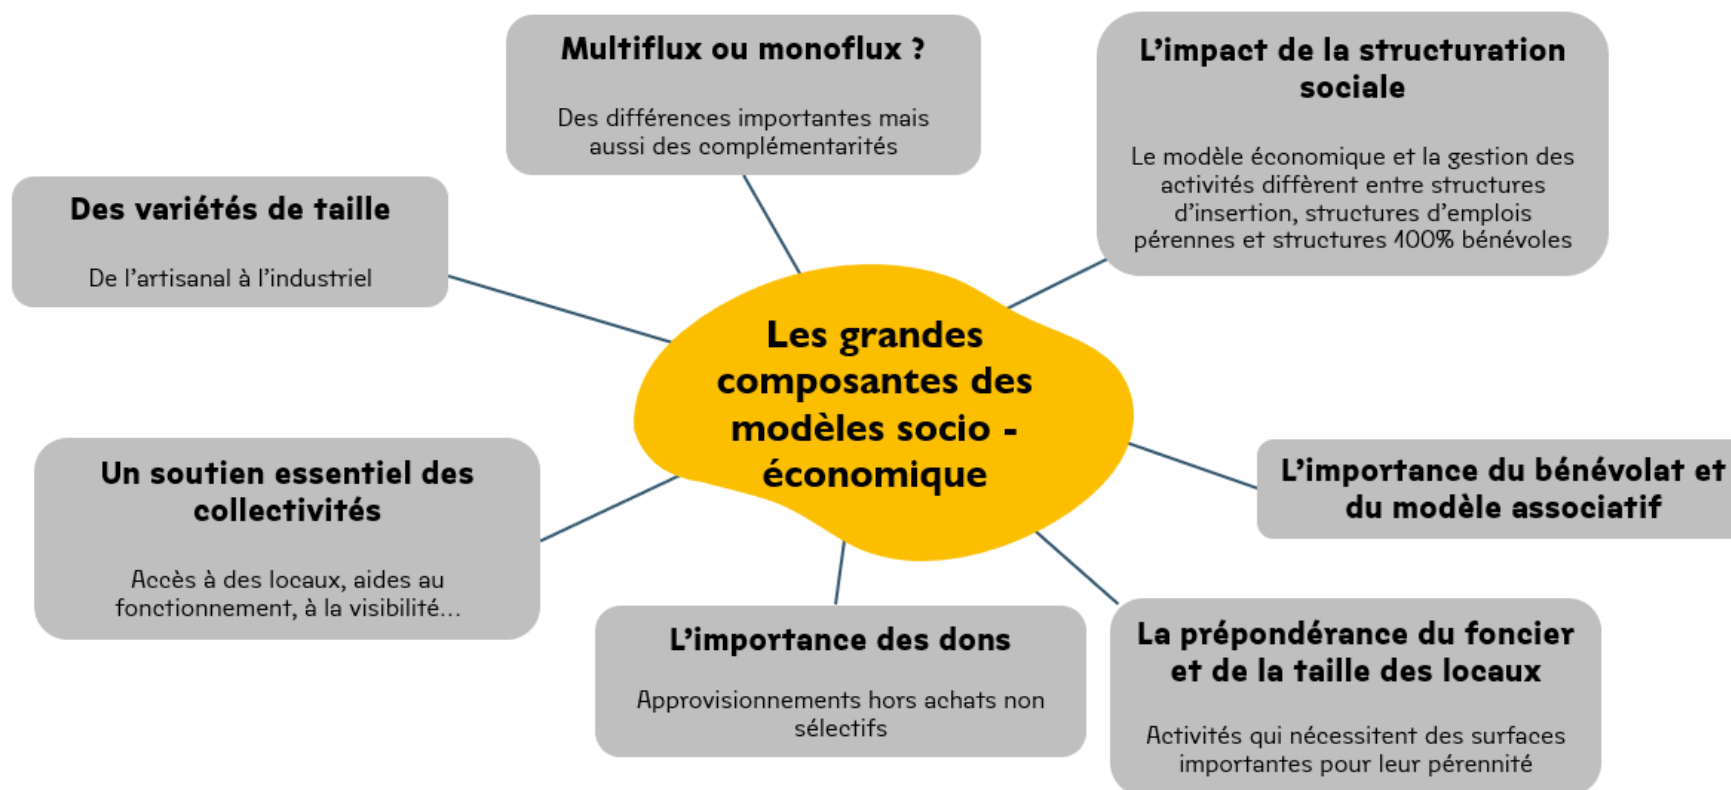 Multiflux ou monoflux ?
Des différences importantes mais
aussi des complémentarités
L’impact de la structuration
sociale
Le modèle économique et la gestion des
activités diffèrent entre structures
d’insertion, structures d’emplois
pérennes et structures 100% bénévoles
Des variétés de taille
De l’artisanal à l’industriel
Les grandes
composantes des
modèles socio -
économique
Un soutien essentiel des
collectivités
Accès à des locaux, aides au
fonctionnement, à la visibilité...
L’importance du bénévolat et
du modèle associatif
L’importance des dons
Approvisionnements hors achats non
sélectifs
La prépondérance du foncier
et de la taille des locaux
Activités qui nécessitent des surfaces
importantes pour leur pérennité